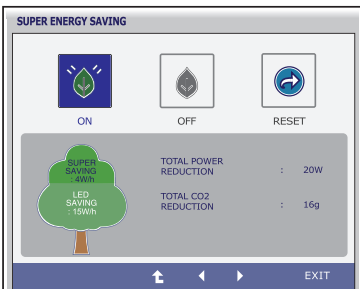 SUPER ENERGY SAVING
ON OFF RESET
SUPER
SAVING
: 4W/h
LED
SAVING
: 15W/h
TOTAL POWER
REDUCTION : 20W
TOTAL CO2
REDUCTION : 16g
EXIT